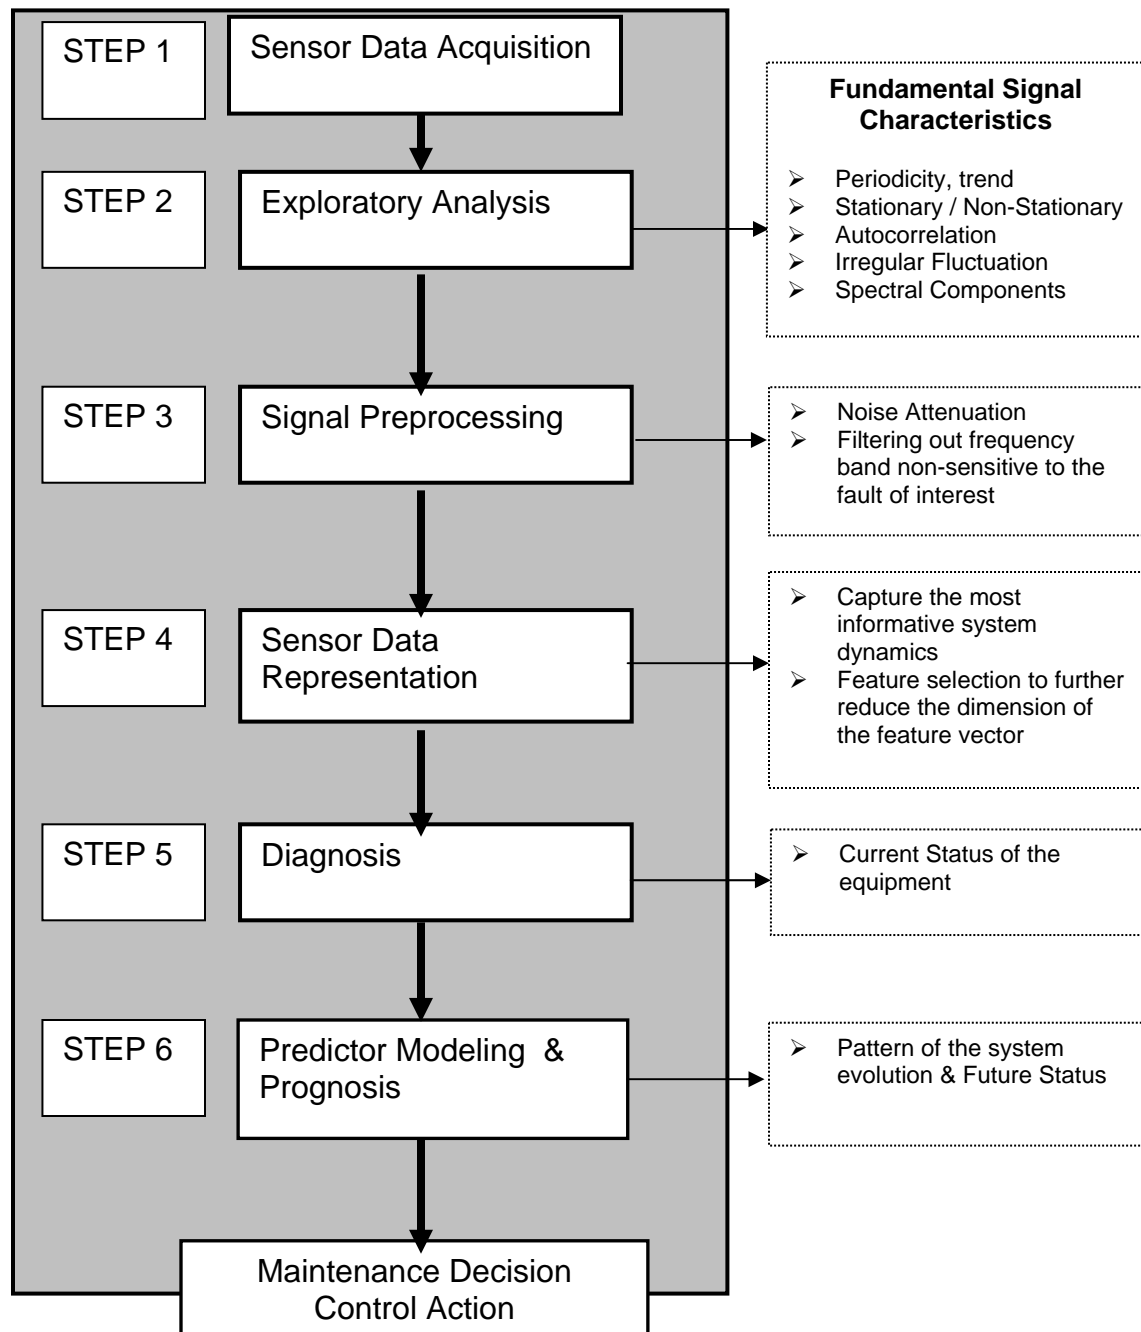 STEP 1
Sensor Data Acquisition
Fundamental Signal
Characteristics
STEP 2
Exploratory Analysis
➢ Periodicity, trend
➢ Stationary / Non-Stationary
➢ Autocorrelation
➢ Irregular Fluctuation
➢ Spectral Components
STEP 3
Signal Preprocessing
➢ Noise Attenuation
➢ Filtering out frequency
band non-sensitive to the
fault of interest
STEP 4
Sensor Data
Representation
➢ Capture the most
informative system
dynamics
➢ Feature selection to further
reduce the dimension of
the feature vector
STEP 5
Diagnosis
➢ Current Status of the
equipment
STEP 6
Predictor Modeling &
Prognosis
➢ Pattern of the system
evolution & Future Status
Maintenance Decision
Control Action